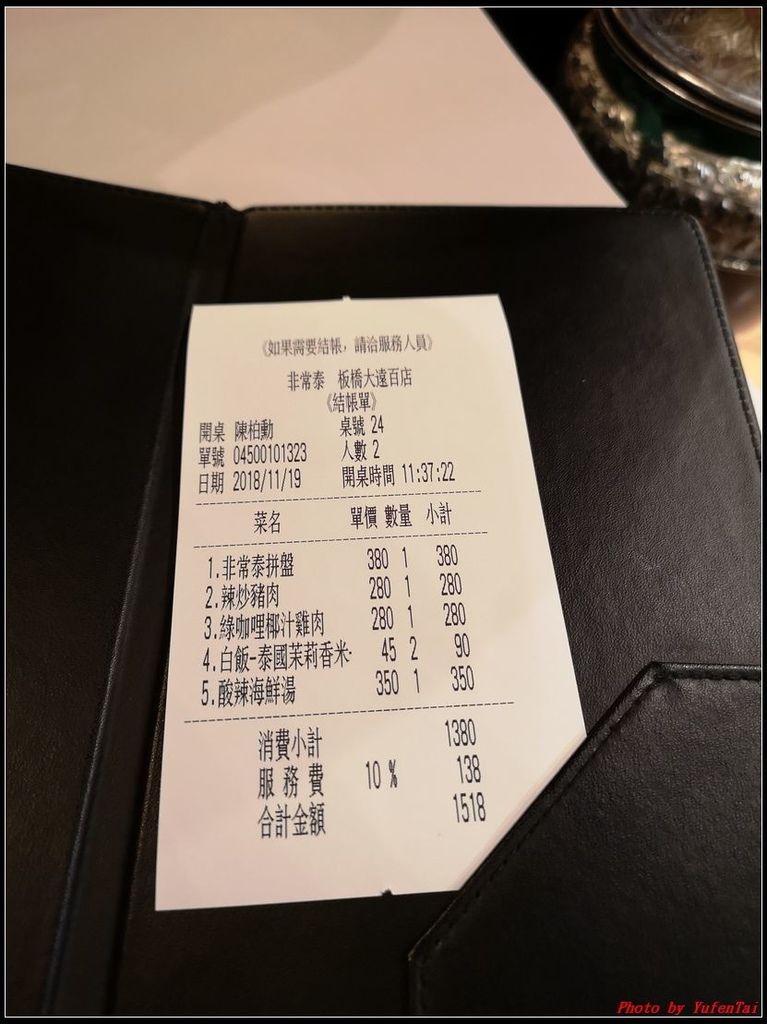 《如果需要結帳，請洽服務人員》
非常泰 板橋大遠百店
《結帳單》
開桌 陳柏勳 桌號 24
單號 04500101323 人數 2
日期 2018/11/19 開桌時間 11:37:22
菜名 單價 數量 小計
1.非常泰拼盤 380 1 380
2.辣炒豬肉 280 1 280
3.綠咖哩椰汁雞肉 280 1 280
4.白飯-泰國茉莉香米 45 2 90
5.酸辣海鮮湯 350 1 350
消費小計 1380
服務費 10 % 138
合計金額 1518
Photo by YufenTai